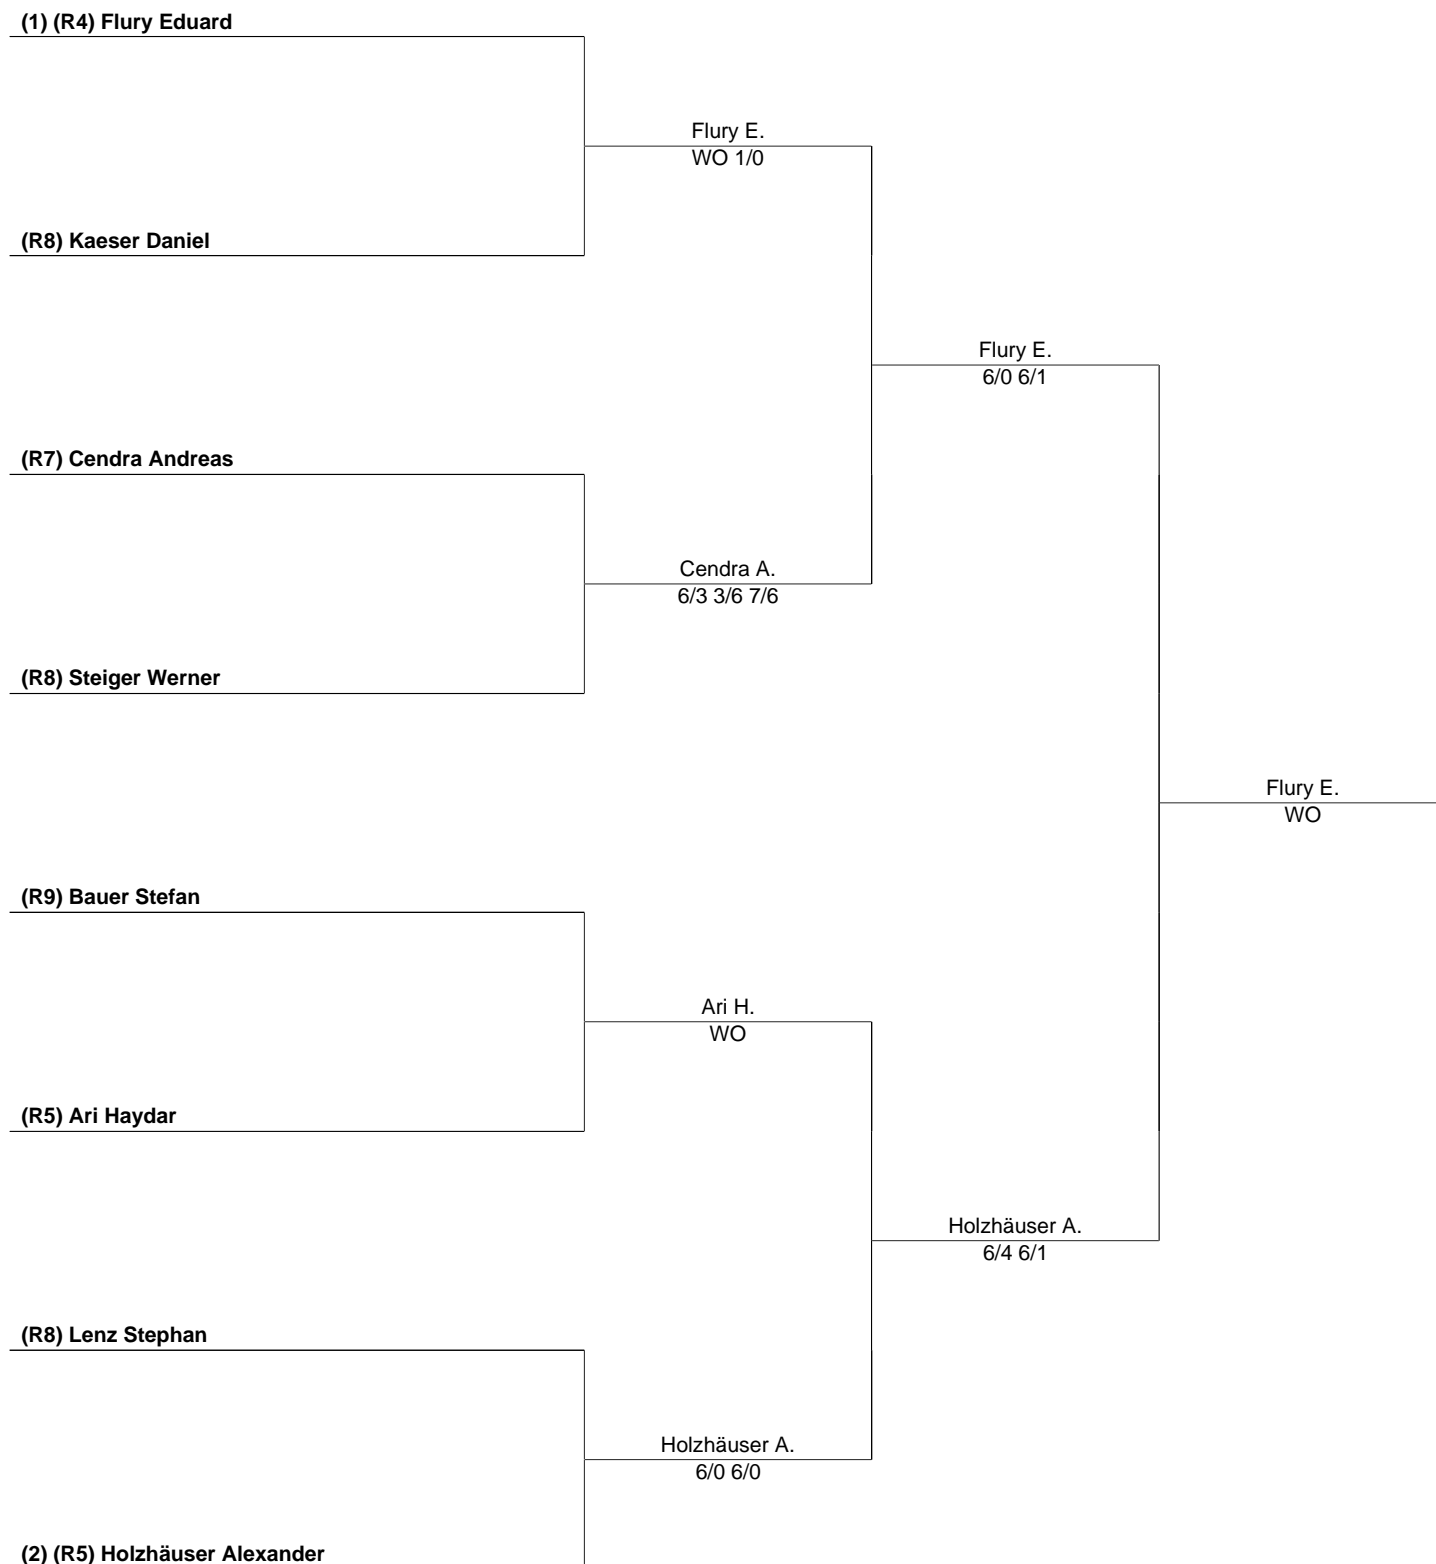 (1) (R4) Flury Eduard
Flury E.
WO 1/0
(R8) Kaeser Daniel
Flury E.
6/0 6/1
(R7) Cendra Andreas
Cendra A.
6/3 3/6 7/6
(R8) Steiger Werner
Flury E.
WO
(R9) Bauer Stefan
Ari H.
WO
(R5) Ari Haydar
Holzhäuser A.
6/4 6/1
(R8) Lenz Stephan
Holzhäuser A.
6/0 6/0
(2) (R5) Holzhäuser Alexander